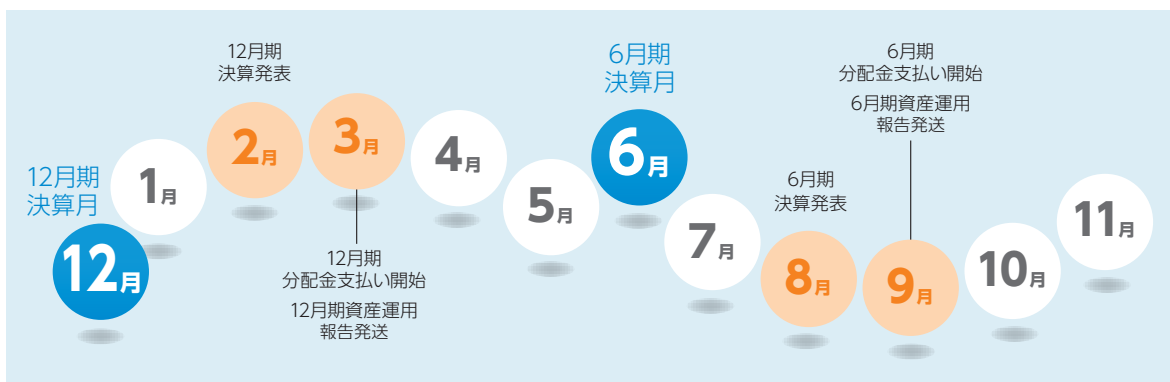 12月期
決算月
12月
1月
12月期
決算発表
2月
3月
12月期
分配金支払い開始
12月期資産運用
報告発送
4月
5月
6月期
決算月
6月
7月
6月期
決算発表
8月
6月期
分配金支払い開始
6月期資産運用
報告発送
9月
10月
11月